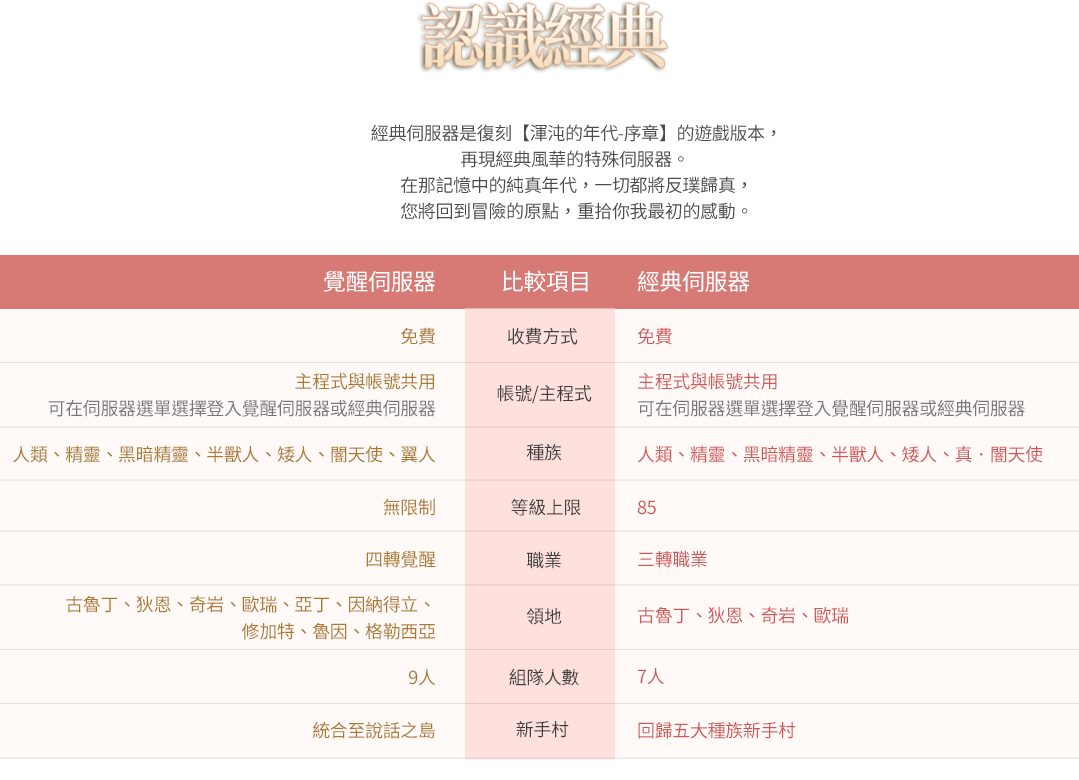 認識經典
經典伺服器是復刻【渾沌的年代-序章】的遊戲版本，
再現經典風華的特殊伺服器。
在那記憶中的純真年代，一切都將反璞歸真，
您將回到冒險的原點，重拾你我最初的感動。
覺醒伺服器 比較項目 經典伺服器
免費 收費方式 免費
主程式與帳號共用
可在伺服器選單選擇登入覺醒伺服器或經典伺服器
帳號/主程式
主程式與帳號共用
可在伺服器選單選擇登入覺醒伺服器或經典伺服器
人類、精靈、黑暗精靈、半獸人、矮人、闇天使、翼人 種族 人類、精靈、黑暗精靈、半獸人、矮人、真．闇天使
無限制 等級上限 85
四轉覺醒 職業 三轉職業
古魯丁、狄恩、奇岩、歐瑞、亞丁、因納得立、
修加特、魯因、格勒西亞
領地
古魯丁、狄恩、奇岩、歐瑞
9人 組隊人數 7人
統合至說話之島 新手村 回歸五大種族新手村